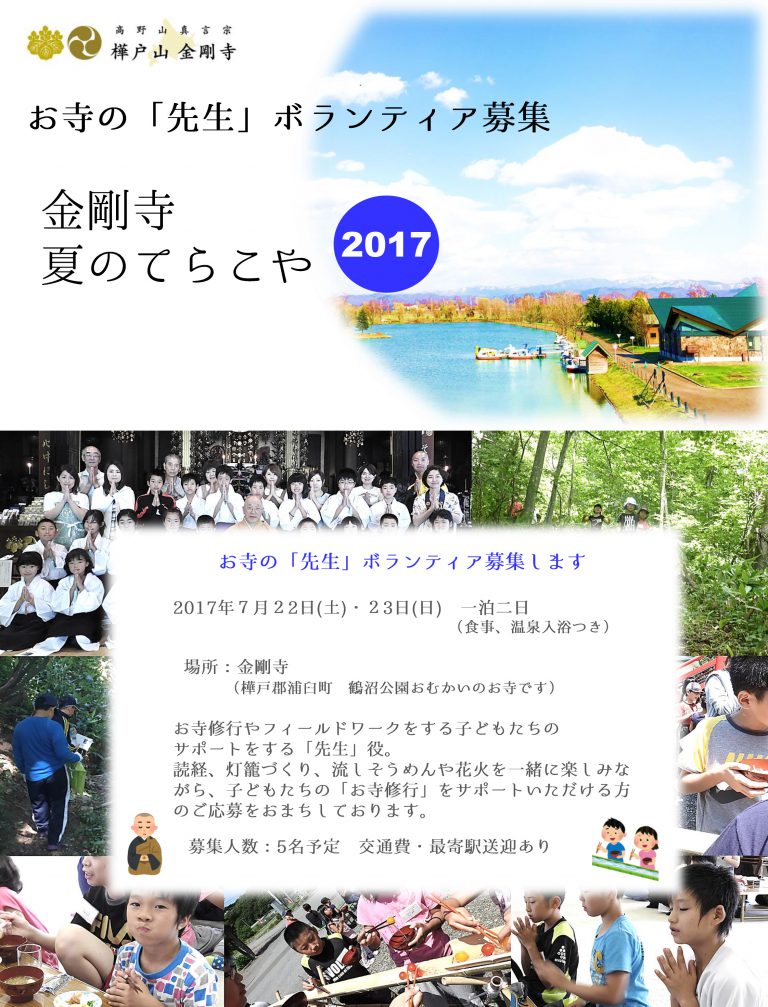 高野山真言宗
樺戸山 金剛寺
お寺の「先生」ボランティア募集
金剛寺
夏のてらこや
2017
お寺の「先生」ボランティア募集します
2017年７月２2日(土)・２3日(日)　一泊二日
（食事、温泉入浴つき）
場所：金剛寺
（樺戸郡浦臼町　鶴沼公園おむかいのお寺です）
お寺修行やフィールドワークをする子どもたちの
サポートをする「先生」役。
読経、灯籠づくり、流しそうめんや花火を一緒に楽しみな
がら、子どもたちの「お寺修行」をサポートいただける方
のご応募をおまちしております。
募集人数：5名予定　交通費・最寄駅送迎あり